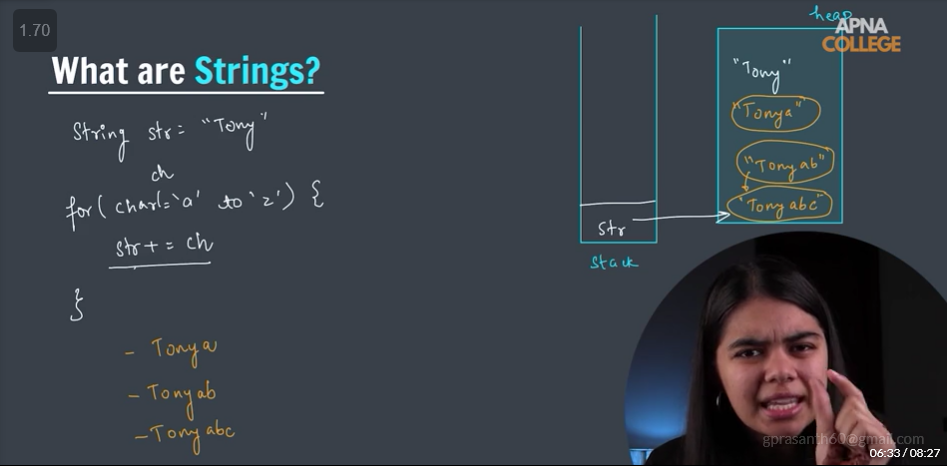 1.70
heap
APNA
COLLEGE
What are Strings?
String str = "Tony"
ch
for( char = 'a' to 'z') {
str + = ch
}
- Tonya
- Tonyab
- Tonyabc
"Tony"
"Tonya"
"Tonyab"
"Tonyabc"
str
stack
gprasanth60@gmail.com
06:33 / 08:27